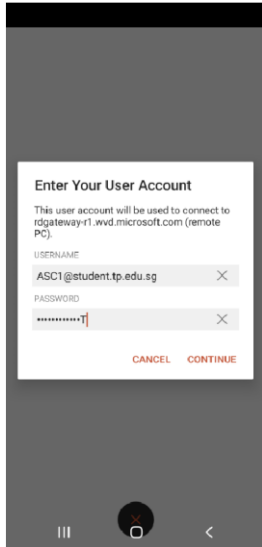 Enter Your User Account
This user account will be used to connect to
rdgateway-r1.wvd.microsoft.com (remote
PC).
USERNAME
ASC1@student.tp.edu.sg
PASSWORD
••••••••••••T
CANCEL CONTINUE